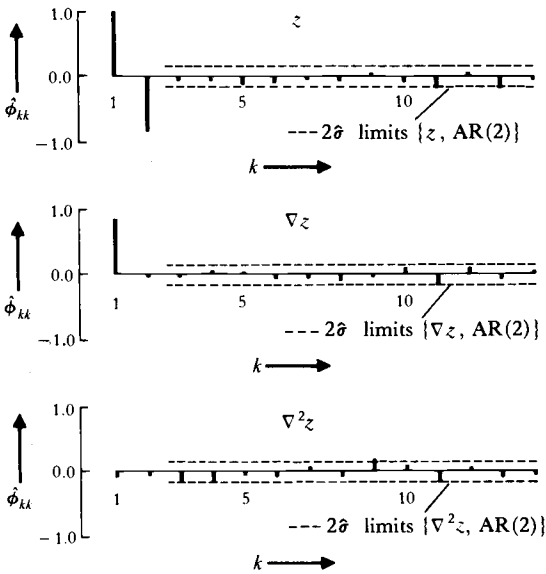 z
1.0
0.0
−1.0
φ̂kk
1 5 10
---2σ̂ limits {z, AR(2)}
k
∇z
1.0
0.0
−1.0
φ̂kk
1 5 10
---2σ̂ limits {∇z, AR(2)}
k
∇²z
1.0
0.0
−1.0
φ̂kk
1 5 10
---2σ̂ limits {∇²z, AR(2)}
k